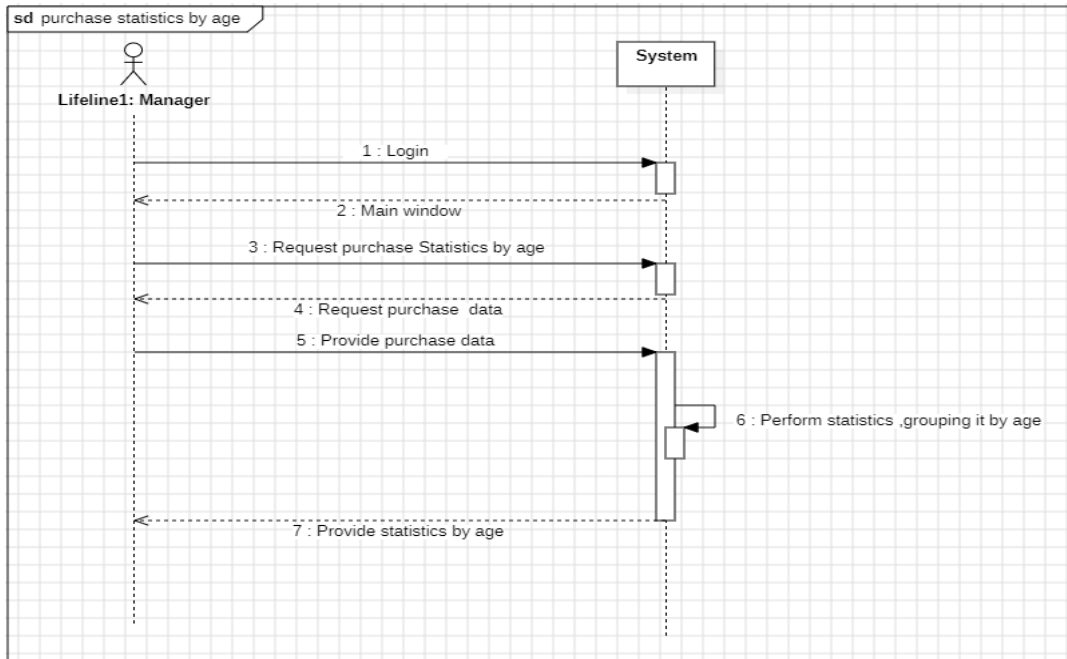 sd purchase statistics by age
System
Lifeline1: Manager
1 : Login
2 : Main window
3 : Request purchase Statistics by age
4 : Request purchase  data
5 : Provide purchase data
6 : Perform statistics ,grouping it by age
7 : Provide statistics by age